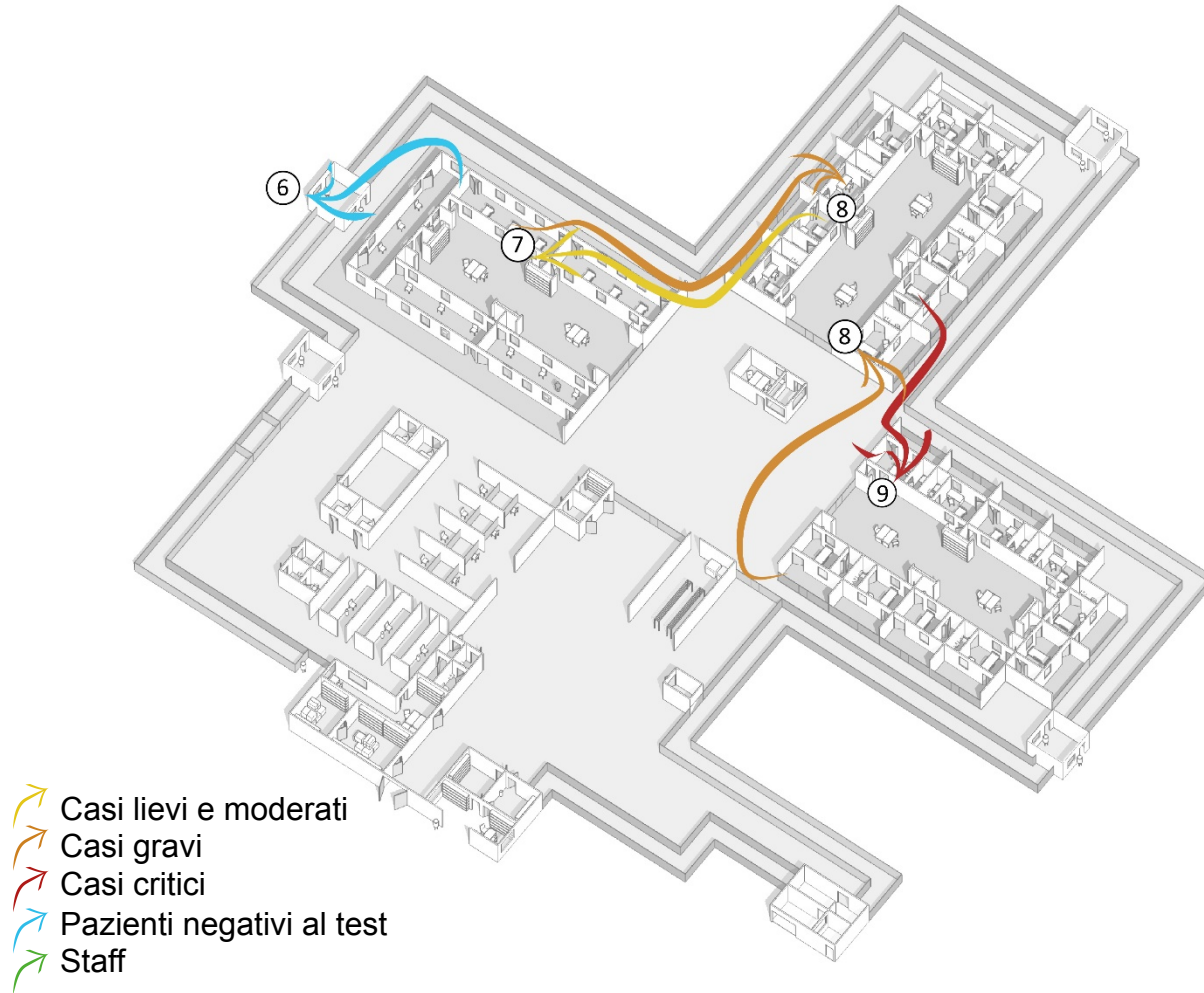 6
7
8
8
9
Casi lievi e moderati
Casi gravi
Casi critici
Pazienti negativi al test
Staff